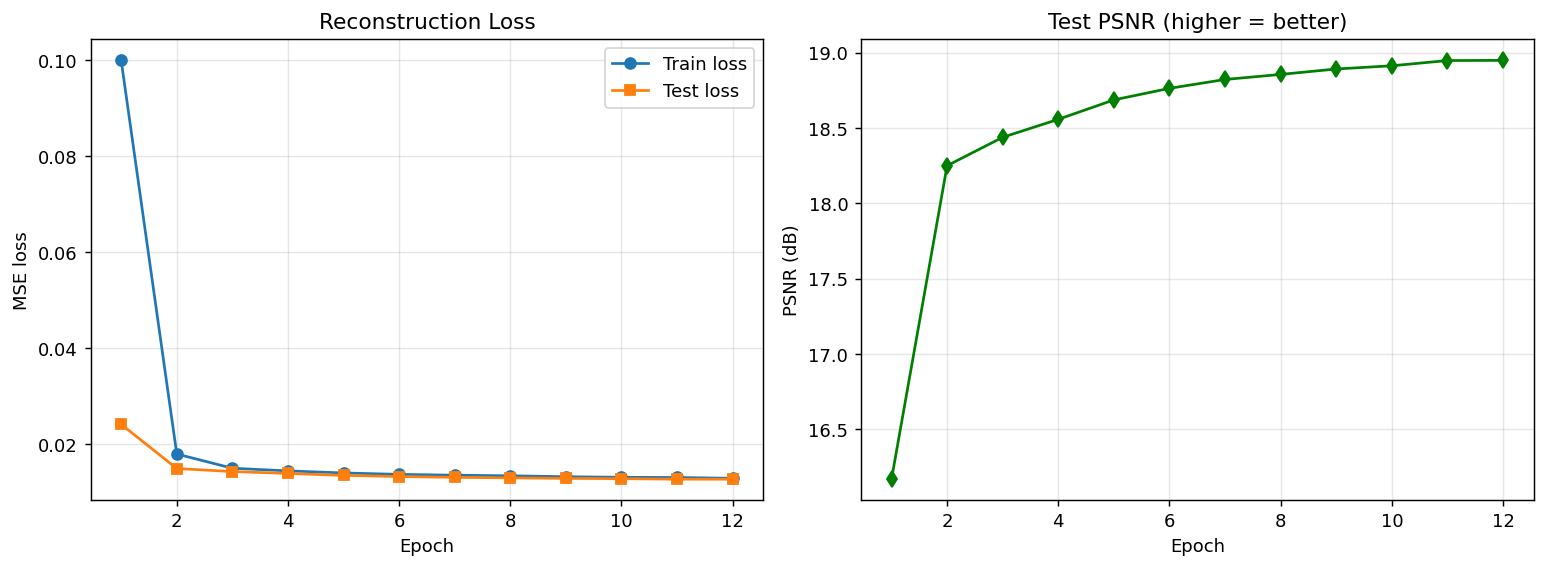 Reconstruction Loss
Train loss
Test loss
0.10
0.08
0.06
0.04
0.02
MSE loss
2 4 6 8 10 12
Epoch
Test PSNR (higher = better)
19.0
18.5
18.0
17.5
17.0
16.5
PSNR (dB)
2 4 6 8 10 12
Epoch